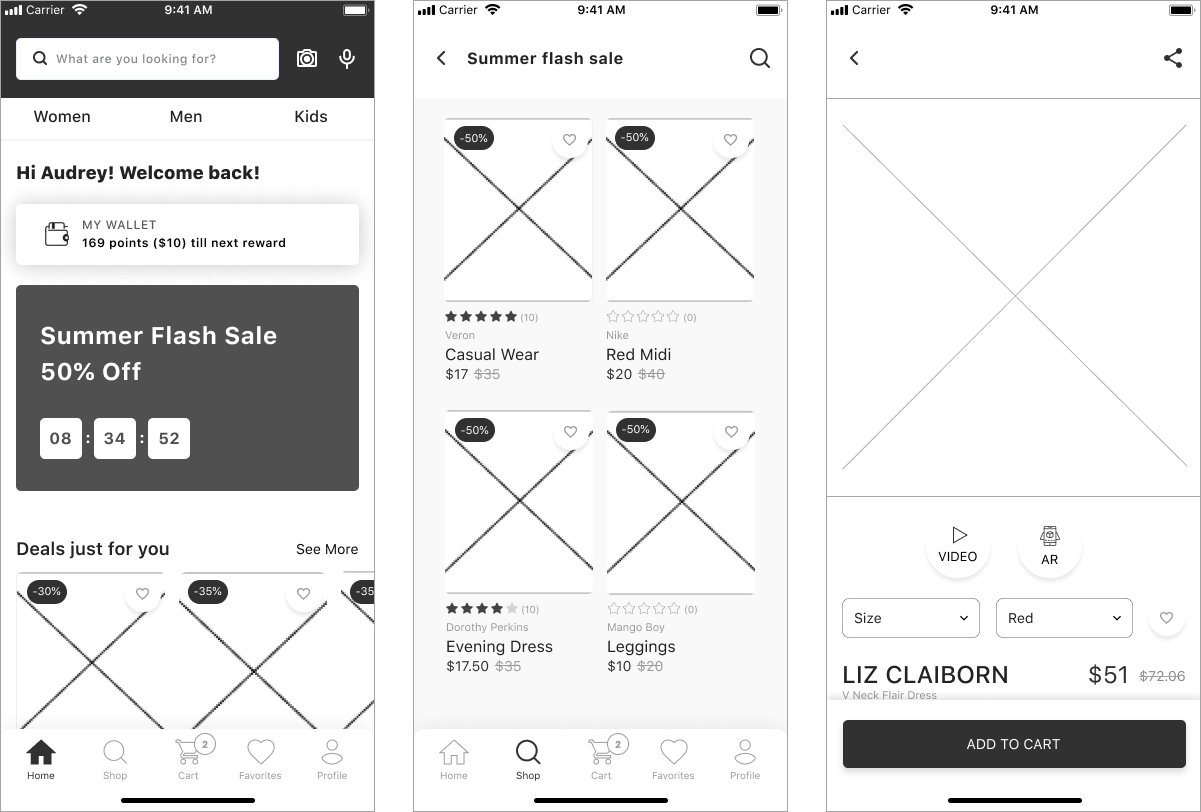 Carrier 9:41 AM
What are you looking for?
Women Men Kids
Hi Audrey! Welcome back!
MY WALLET
169 points ($10) till next reward
Summer Flash Sale
50% Off
08 : 34 : 52
Deals just for you See More
-30% -35% -35
Home Shop Cart 2 Favorites Profile
Carrier 9:41 AM
Summer flash sale
-50% -50%
(10) (0)
Veron Nike
Casual Wear Red Midi
$17 $35 $20 $40
-50% -50%
(10) (0)
Dorothy Perkins Mango Boy
Evening Dress Leggings
$17.50 $35 $10 $20
Home Shop Cart 2 Favorites Profile
Carrier 9:41 AM
VIDEO AR
Size Red
LIZ CLAIBORN $51 $72.06
V Neck Flair Dress
ADD TO CART